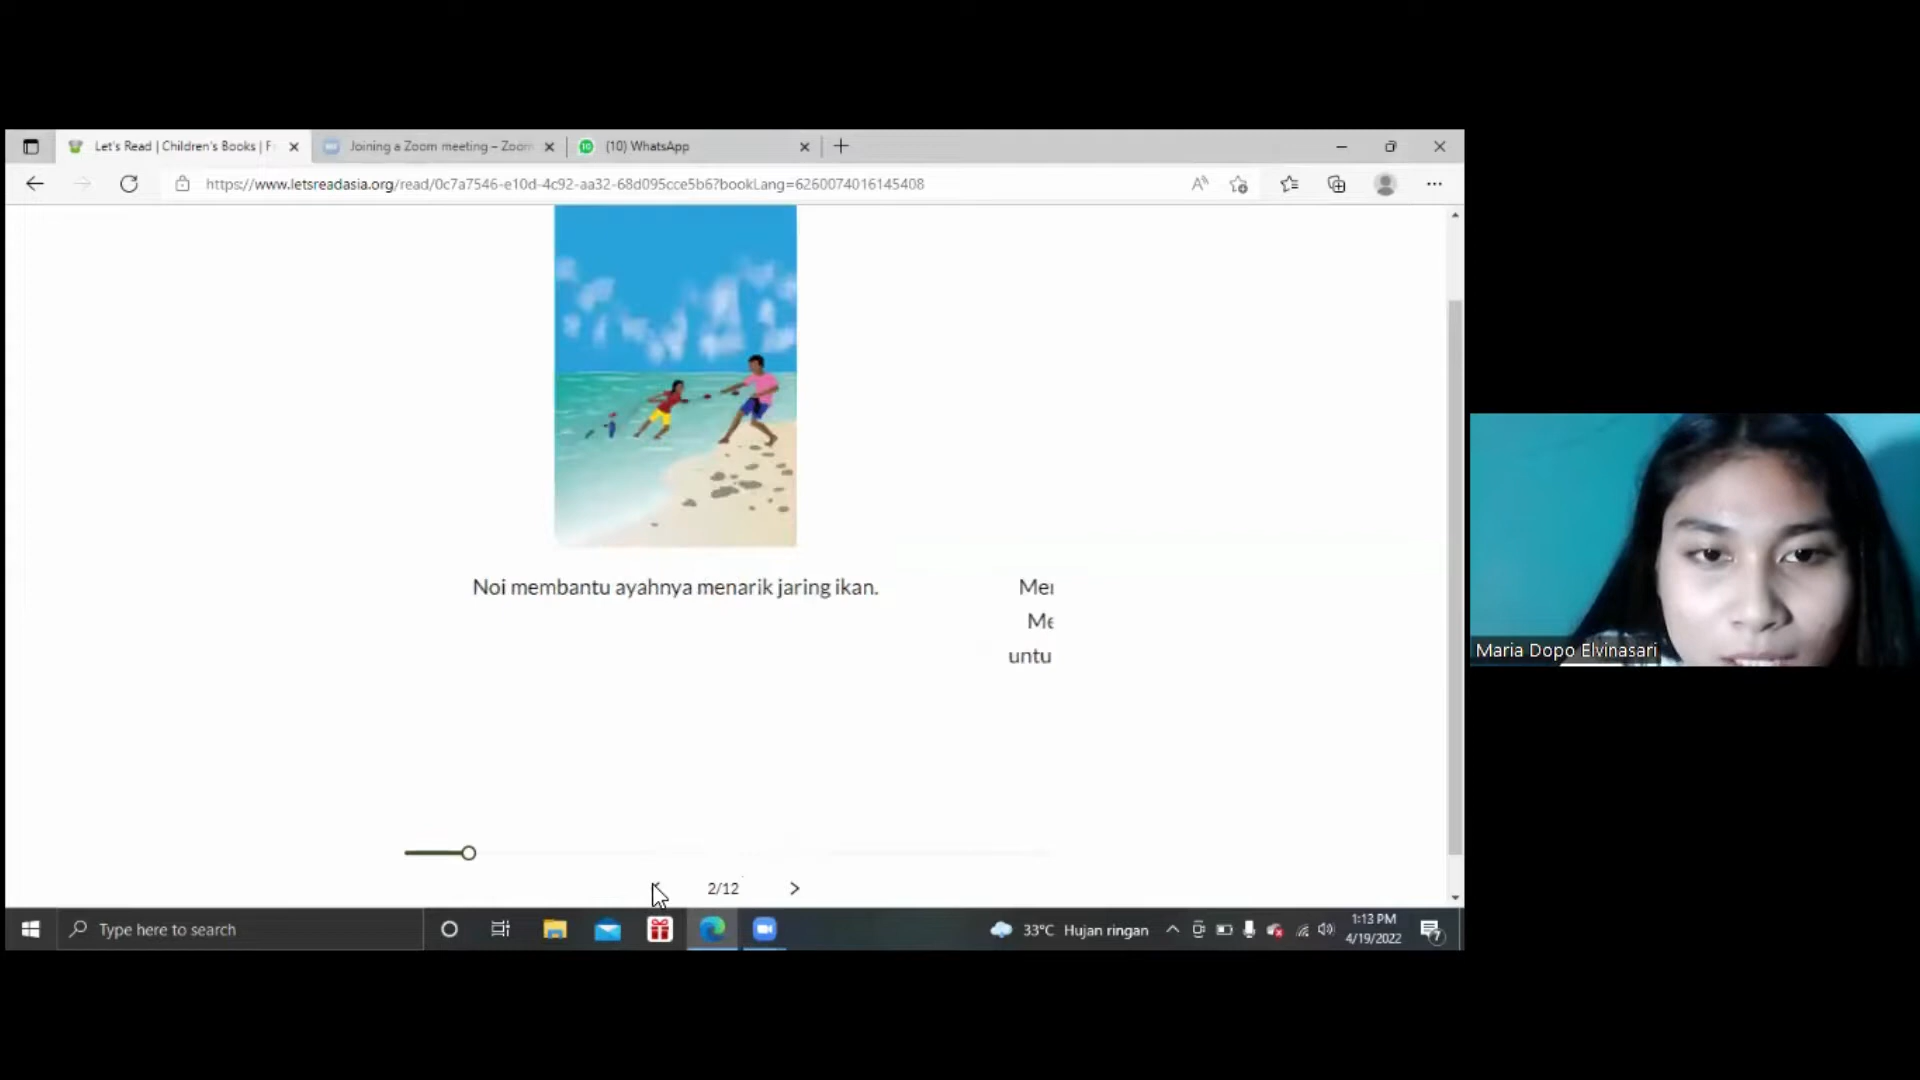 Let's Read | Children's Books | F
Joining a Zoom meeting – Zoom
(10) WhatsApp
https://www.letsreadasia.org/read/0c7a7546-e10d-4c92-aa32-68d095cce5b6?bookLang=6260074016145408
Noi membantu ayahnya menarik jaring ikan.
Me
untu
Maria Dopo Elvinasari
2/12
Type here to search
33°C Hujan ringan
1:13 PM
4/19/2022
7